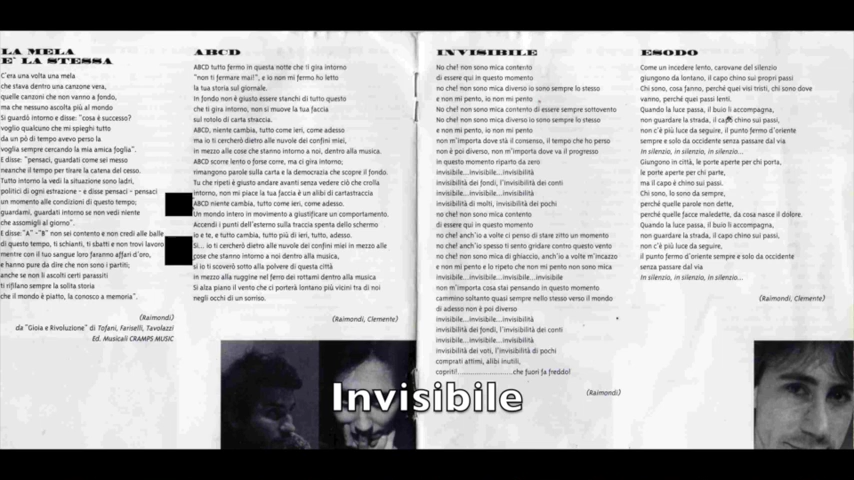 LA MELA
E' LA STESSA
C'era una volta una mela
che stava dentro una canzone vera,
quelle canzoni che non vanno a fondo,
ma che nessuno ascolta più al mondo
Si guardò intorno e disse: "cosa è successo?
voglio qualcuno che mi spieghi tutto
da un pò di tempo avevo perso la
voglia sempre cercando la mia amica foglia".
E disse: "pensaci, guardati come sei messo
neanche il tempo per tirare la catena del cesso.
Tutto intorno la vedi la situazione sono ladri,
politici di ogni estrazione - e disse pensaci - pensaci
un momento alle condizioni di questo tempo;
guardami, guardati intorno se non vedi niente
che assomigli al giorno".
E disse: "A" -"B" non sei contento e non credi alle balle
di questo tempo, ti schianti, ti sbatti e non trovi lavoro
mentre con il tuo sangue loro faranno affari d'oro,
e hanno pure da dire che non sono i partiti;
anche se non li ascolti certi parassiti
ti rifilano sempre la solita storia
che il mondo è piatto, la conosco a memoria".
(Raimondi)
da "Gioia e Rivoluzione" di Tofani, Fariselli, Tavolazzi
Ed. Musicali CRAMPS MUSIC
ABCD
ABCD tutto fermo in questa notte che ti gira intorno
"non ti fermare mai!", e io non mi fermo ho letto
la tua storia sul giornale.
In fondo non è giusto essere stanchi di tutto questo
che ti gira intorno, non si muove la tua faccia
sul rotolo di carta straccia.
ABCD, niente cambia, tutto come ieri, come adesso
ma io ti cercherò dietro alle nuvole dei confini miei,
in mezzo alle cose che stanno intorno a noi, dentro alla musica.
ABCD scorre lento o forse corre, ma ci gira intorno;
rimangono parole sulla carta e la democrazia che scopre il fondo.
Tu che ripeti è giusto andare avanti senza vedere ciò che crolla
intorno, non mi piace la tua faccia è un alibi di cartastraccia
ABCD niente cambia, tutto come ieri, come adesso.
Un mondo intero in movimento a giustificare un comportamento.
Accendi i punti dell'esterno sulla traccia spenta dello schermo
io e te, e tutto cambia, tutto più di ieri, tutto, adesso.
Si... io ti cercerò dietro alle nuvole dei confini miei in mezzo alle
cose che stanno intorno a noi dentro alla musica,
si io ti scoverò sotto alla polvere di questa città
in mezzo alla ruggine nel ferro dei rottami dentro alla musica
Si alza piano il vento che ci porterà lontano più vicini tra di noi
negli occhi di un sorriso.
(Raimondi, Clemente)
INVISIBILE
No che! non sono mica contento
di essere qui in questo momento
no che! non sono mica diverso io sono sempre lo stesso
e non mi pento, io non mi pento
No che! non sono mica contento di essere sempre sottovento
No che! non sono mica diverso io sono sempre lo stesso
e non mi pento, io non mi pento
non m'importa dove stà il consenso, il tempo che ho perso
non è poi diverso, non m'importa dove va il progresso
in questo momento riparto da zero
invisibile...invisibile...invisibilità
invisibilità dei fondi, l'invisibilità dei conti
invisibile...invisibile...invisibilità
invisibilità di molti, invisibilità dei pochi
no che! non sono mica contento
di essere qui in questo momento
no che! anch'io a volte ci penso di stare zitto un momento
no che! anch'io spesso ti sento gridare contro questo vento
no che! non sono mica di ghiaccio, anch'io a volte m'incazzo
e non mi pento e lo ripeto che non mi pento non sono mica
invisibile...invisibile...invisibile...invisibile
non m'importa cosa stai pensando in questo momento
cammino soltanto quasi sempre nello stesso verso il mondo
di adesso non è poi diverso
invisibile...invisibile...invisibilità
invisibilità dei fondi, l'invisibilità dei conti
invisibile...invisibile...invisibilità
invisibilità dei voti, l'invisibilità di pochi
comprati attimi, alibi inutili,
copriti!........................che fuori fa freddo!
(Raimondi)
ESODO
Come un incedere lento, carovane del silenzio
giungono da lontano, il capo chino sui propri passi
Chi sono, cosa fanno, perché quei visi tristi, chi sono dove
vanno, perché quei passi lenti.
Quando la luce passa, il buio li accompagna,
non guardare la strada, il capo chino sui passi,
non c'è più luce da seguire, il punto fermo d'oriente
sempre e solo da occidente senza passare dal via
In silenzio, in silenzio, in silenzio...
Giungono in città, le porte aperte per chi porta,
le porte aperte per chi parte,
ma il capo è chino sui passi.
Chi sono, lo sono da sempre,
perché quelle parole non dette,
perché quelle facce maledette, da cosa nasce il dolore.
Quando la luce passa, il buio li accompagna,
non guardare la strada, il capo chino sui passi,
non c'è più luce da seguire,
il punto fermo d'oriente sempre e solo da occidente
senza passare dal via
In silenzio, in silenzio, in silenzio...
(Raimondi, Clemente)
Invisibile